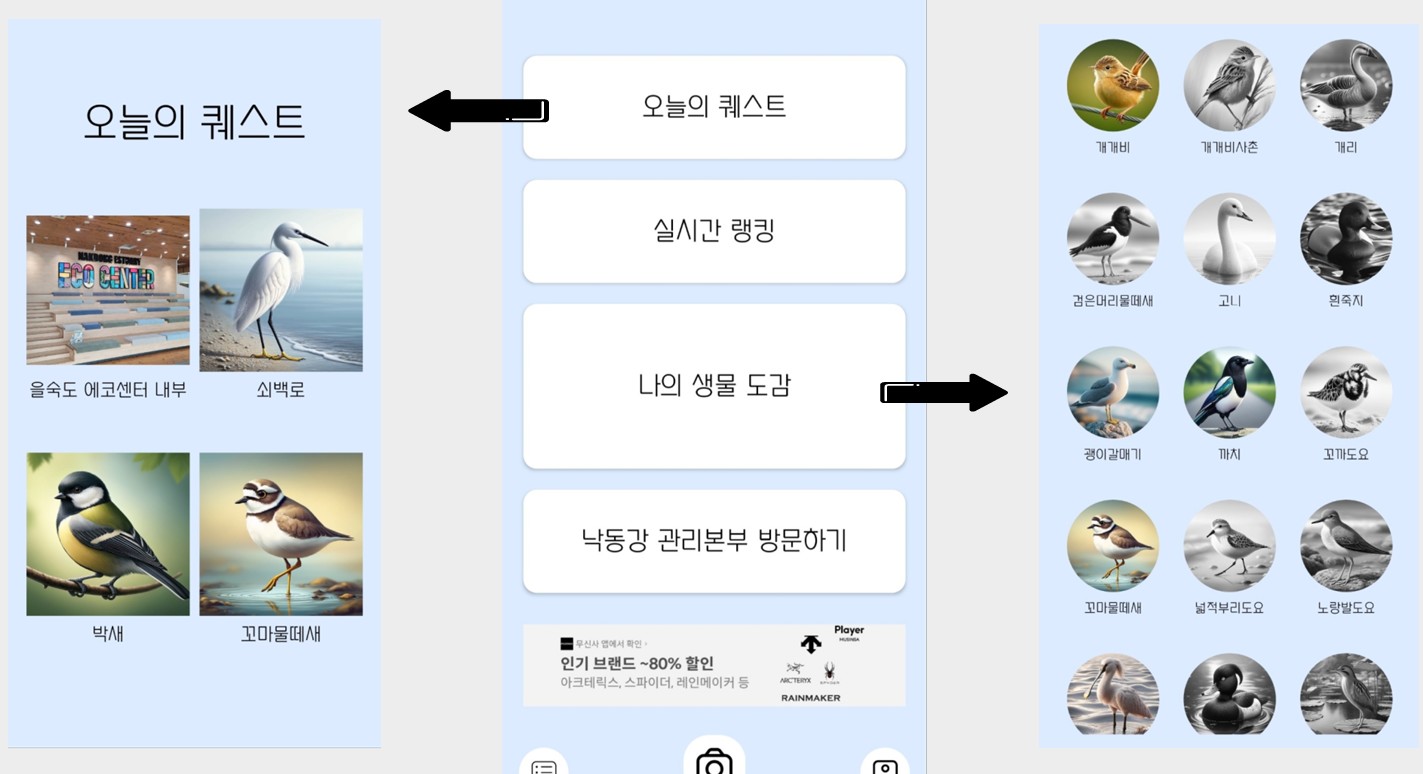 오늘의 퀘스트
NAKDONG ESTUARY
ECO CENTER
을숙도 에코센터 내부
쇠백로
박새
꼬마물떼새
오늘의 퀘스트
실시간 랭킹
나의 생물 도감
낙동강 관리본부 방문하기
무신사 앱에서 확인 ›
인기 브랜드 ~80% 할인
아크테릭스, 스파이더, 레인메이커 등
Player
MUSINSA
ARC'TERYX
SPYDER
RAINMAKER
개개비
개개비사촌
개리
검은머리물떼새
고니
흰죽지
괭이갈매기
까치
꼬까도요
꼬마물떼새
넓적부리도요
노랑발도요